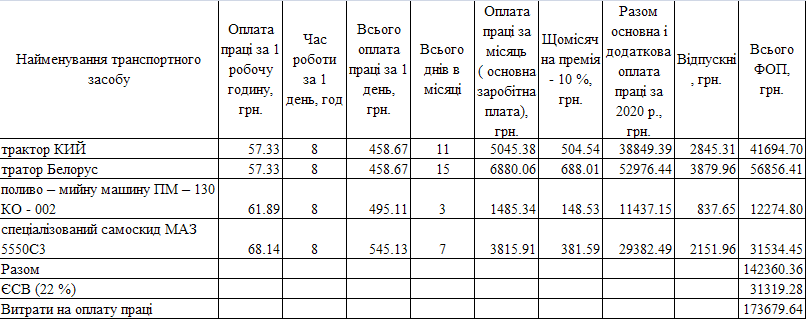 Найменування транспортного засобу | Оплата праці за 1 робочу годину, грн. | Час роботи за 1 день, год | Всього оплата праці за 1 день, грн. | Всього днів в місяці | Оплата праці за місяць ( основна заробітна плата), грн. | Щомісяч на премія - 10 %, грн. | Разом основна і додаткова оплата праці за 2020 р., грн. | Відпускні , грн. | Всього ФОП, грн.
трактор КИЙ 57.33 8 458.67 11 5045.38 504.54 38849.39 2845.31 41694.70
тратор Белорус 57.33 8 458.67 15 6880.06 688.01 52976.44 3879.96 56856.41
поливо – мийну машину ПМ – 130
КО - 002 61.89 8 495.11 3 1485.34 148.53 11437.15 837.65 12274.80
спеціалізований самоскид МАЗ
5550С3 68.14 8 545.13 7 3815.91 381.59 29382.49 2151.96 31534.45
Разом 142360.36
ЄСВ (22 %) 31319.28
Витрати на оплату праці 173679.64